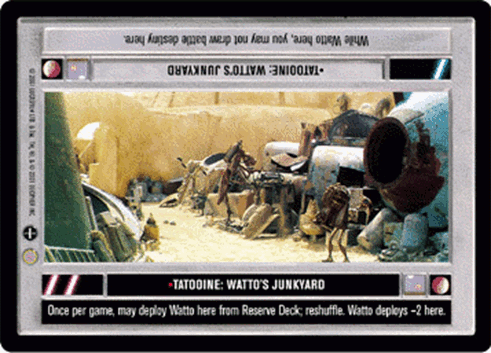 While Watto here, you may not draw battle destiny here.
•TATOOINE: WATTO'S JUNKYARD
•TATOOINE: WATTO'S JUNKYARD
Once per game, may deploy Watto here from Reserve Deck; reshuffle. Watto deploys -2 here.